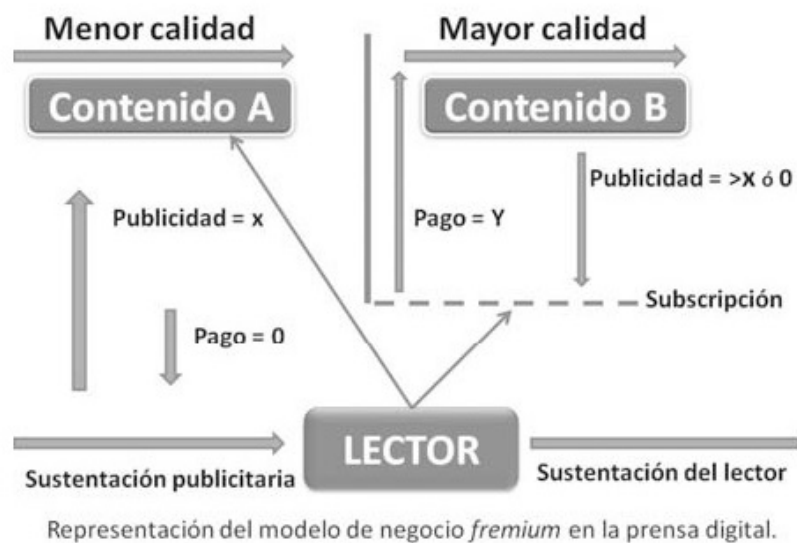 Menor calidad
Mayor calidad
Contenido A
Contenido B
Publicidad = x
Pago = Y
Publicidad = >x ó 0
Pago = 0
Subscripción
LECTOR
Sustentación publicitaria
Sustentación del lector
Representación del modelo de negocio fremium en la prensa digital.